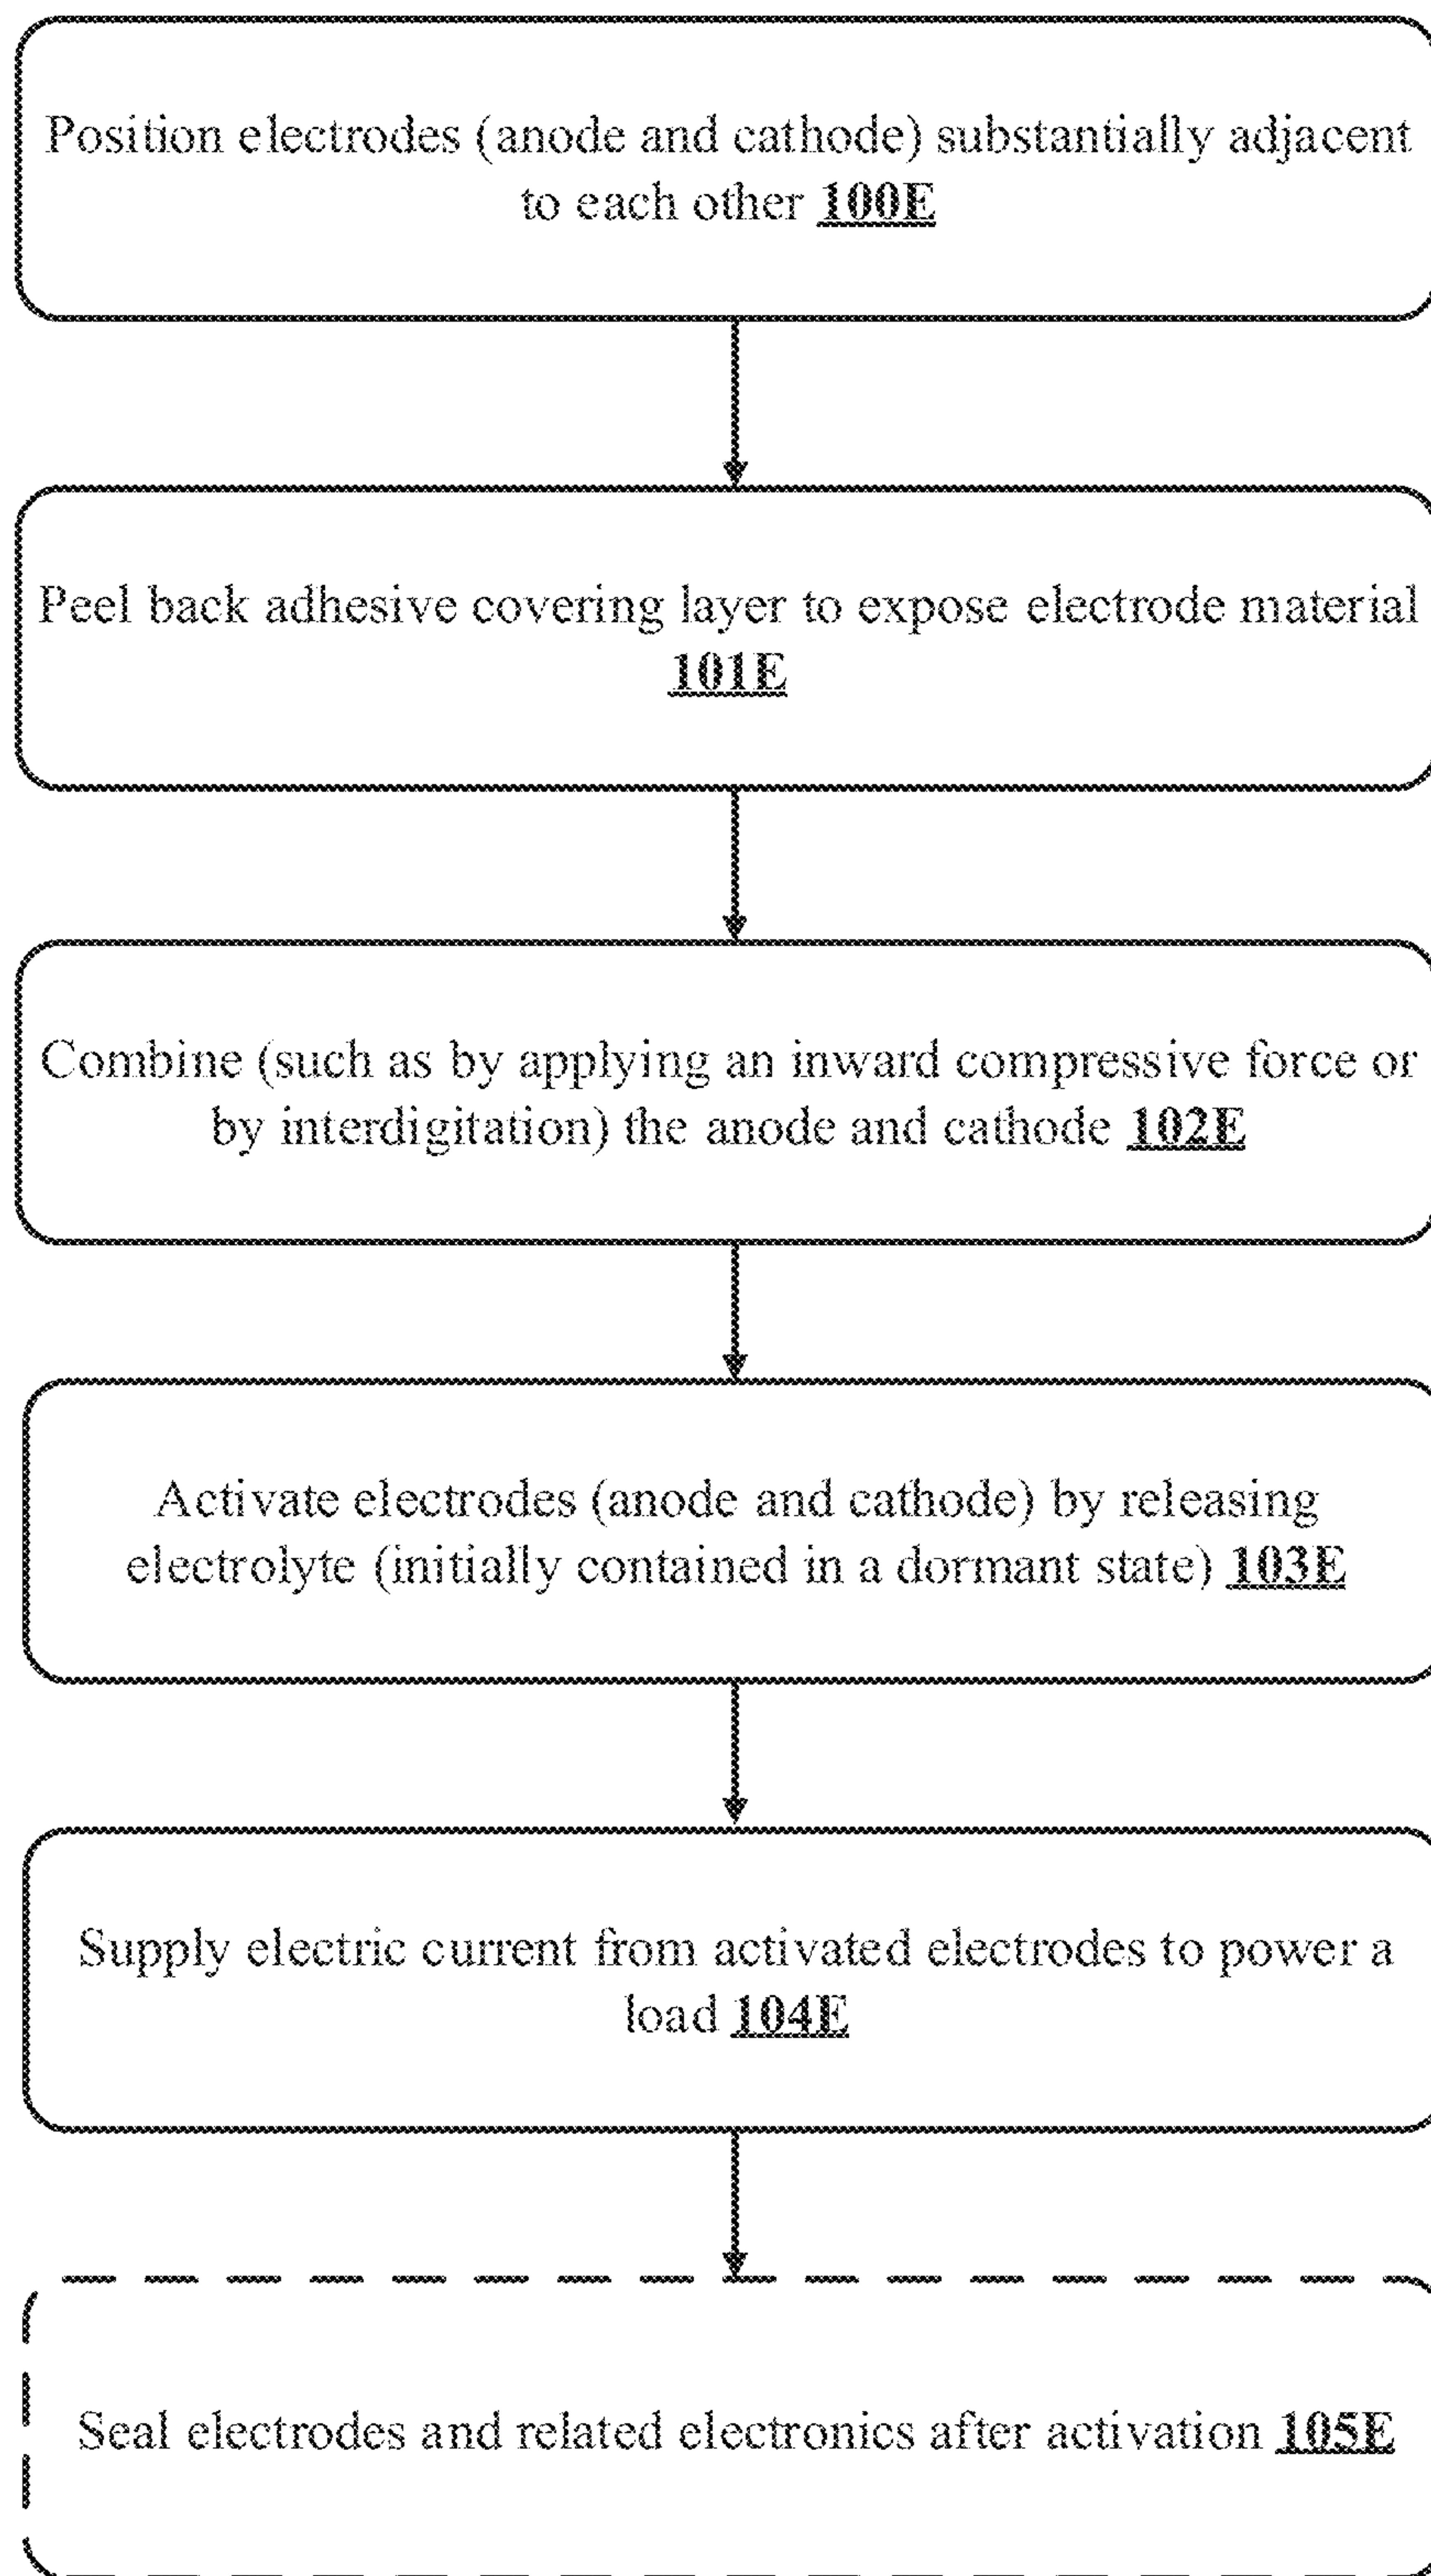 Position electrodes (anode and cathode) substantially adjacent
to each other 100E
Peel back adhesive covering layer to expose electrode material
101E
Combine (such as by applying an inward compressive force or
by interdigitation) the anode and cathode 102E
Activate electrodes (anode and cathode) by releasing
electrolyte (initially contained in a dormant state) 103E
Supply electric current from activated electrodes to power a
load 104E
Seal electrodes and related electronics after activation 105E